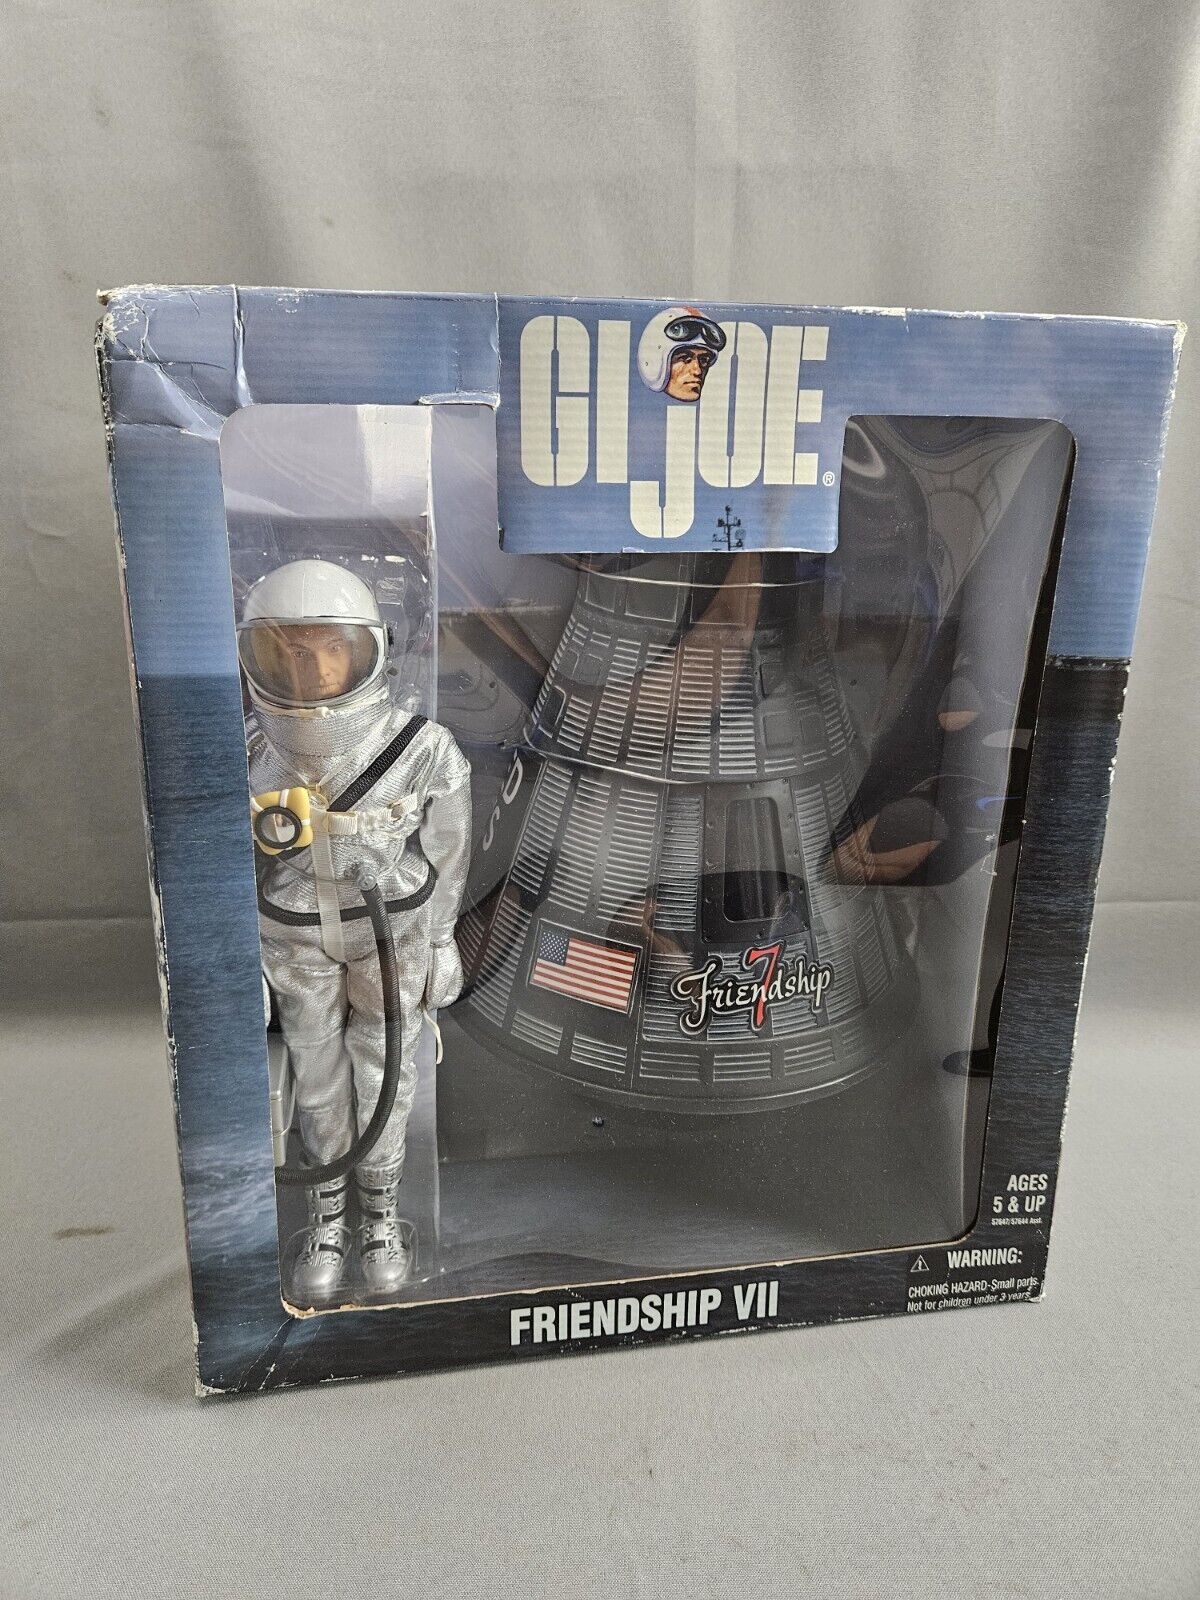 GI JOE®
Friendship 7
AGES
5 & UP
57647/57644 Asst.
WARNING:
CHOKING HAZARD-Small parts.
Not for children under 3 years.
FRIENDSHIP VII